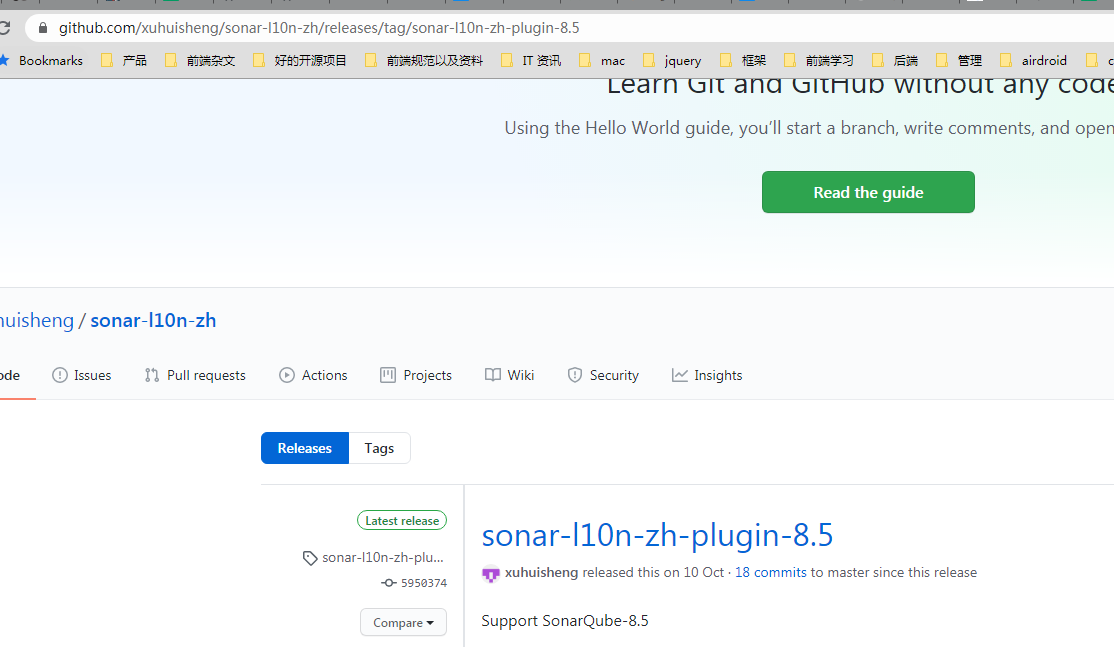 github.com/xuhuisheng/sonar-l10n-zh/releases/tag/sonar-l10n-zh-plugin-8.5
Bookmarks 产品 前端杂文 好的开源项目 前端规范以及资料 IT 资讯 mac jquery 框架 前端学习 后端 管理 airdroid
Learn Git and GitHub without any code
Using the Hello World guide, you’ll start a branch, write comments, and open
Read the guide
huisheng / sonar-l10n-zh
ode Issues Pull requests Actions Projects Wiki Security Insights
Releases Tags
Latest release
sonar-l10n-zh-plu...
5950374
Compare
sonar-l10n-zh-plugin-8.5
xuhuisheng released this on 10 Oct · 18 commits to master since this release
Support SonarQube-8.5